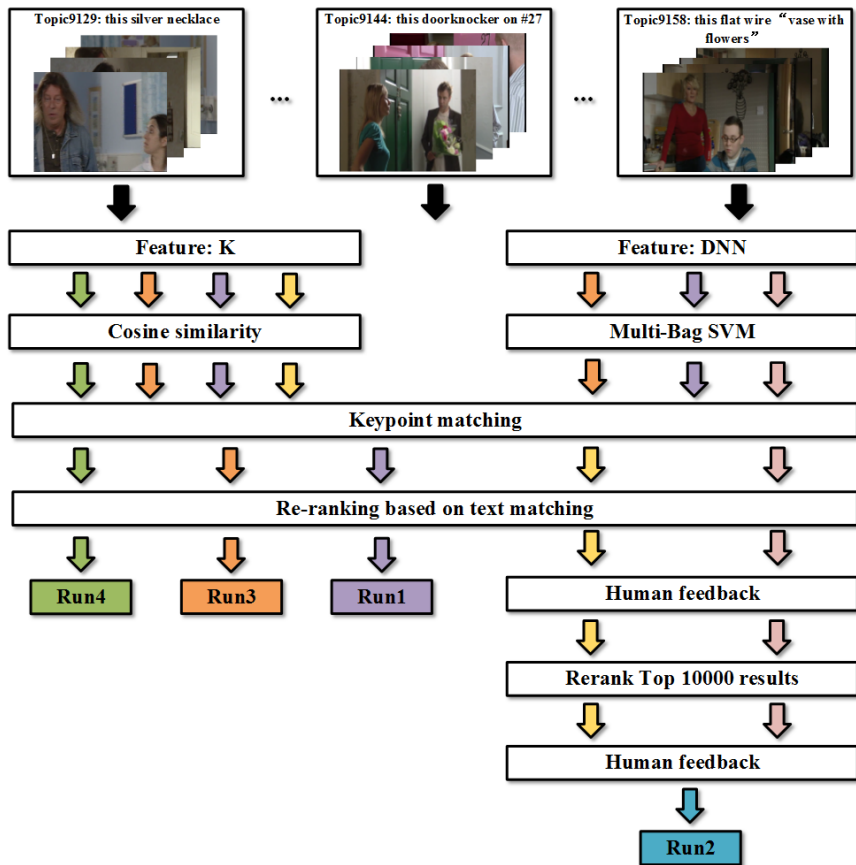 Topic9129: this silver necklace
Topic9144: this doorknocker on #27
Topic9158: this flat wire “vase with
flowers”
...
...
Feature: K
Feature: DNN
Cosine similarity
Multi-Bag SVM
Keypoint matching
Re-ranking based on text matching
Run4
Run3
Run1
Human feedback
Rerank Top 10000 results
Human feedback
Run2